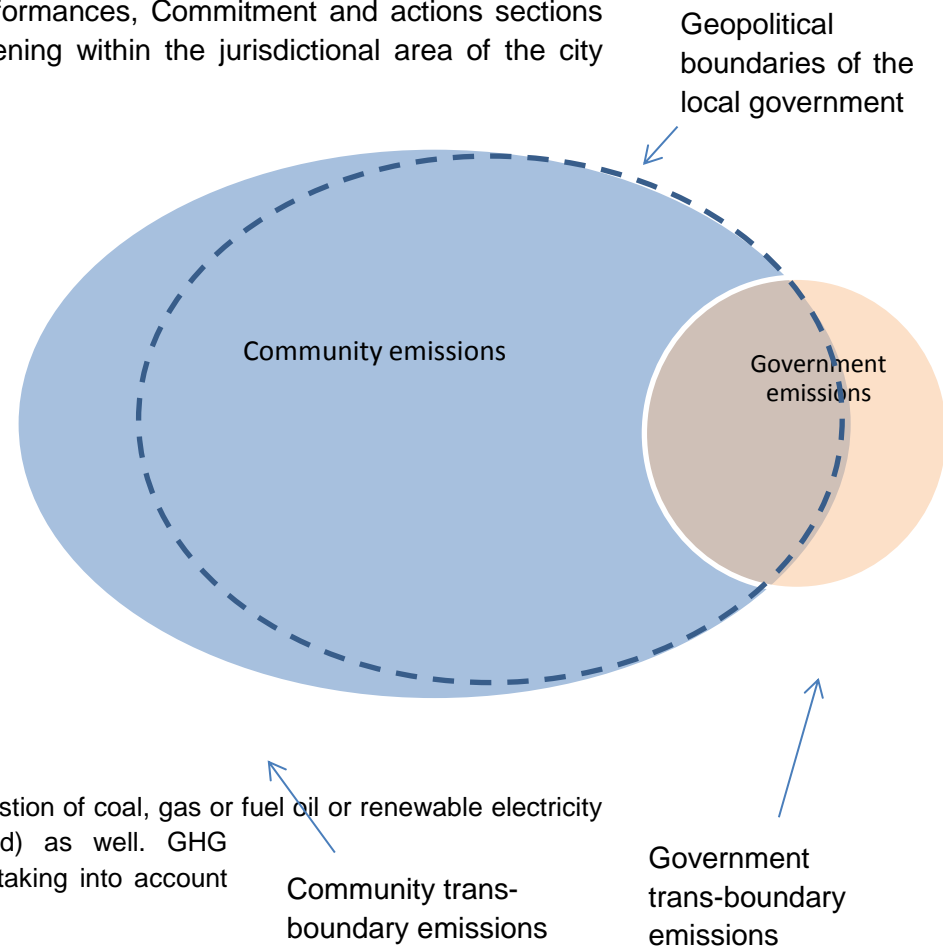 formances, Commitment and actions sections
ening within the jurisdictional area of the city
Geopolitical
boundaries of the
local government
Community emissions
Government
emissions
stion of coal, gas or fuel oil or renewable electricity
d) as well. GHG
taking into account
Community trans-
boundary emissions
Government
trans-boundary
emissions